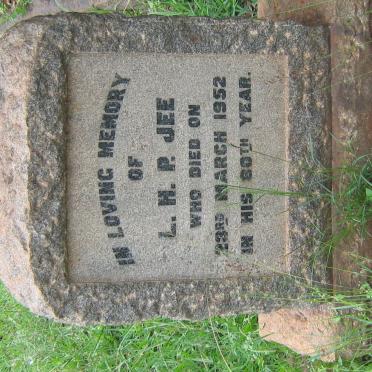 IN LOVING MEMORY
OF
L. H. P. JEE
WHO DIED ON
23RD MARCH 1952
IN HIS 80TH YEAR.